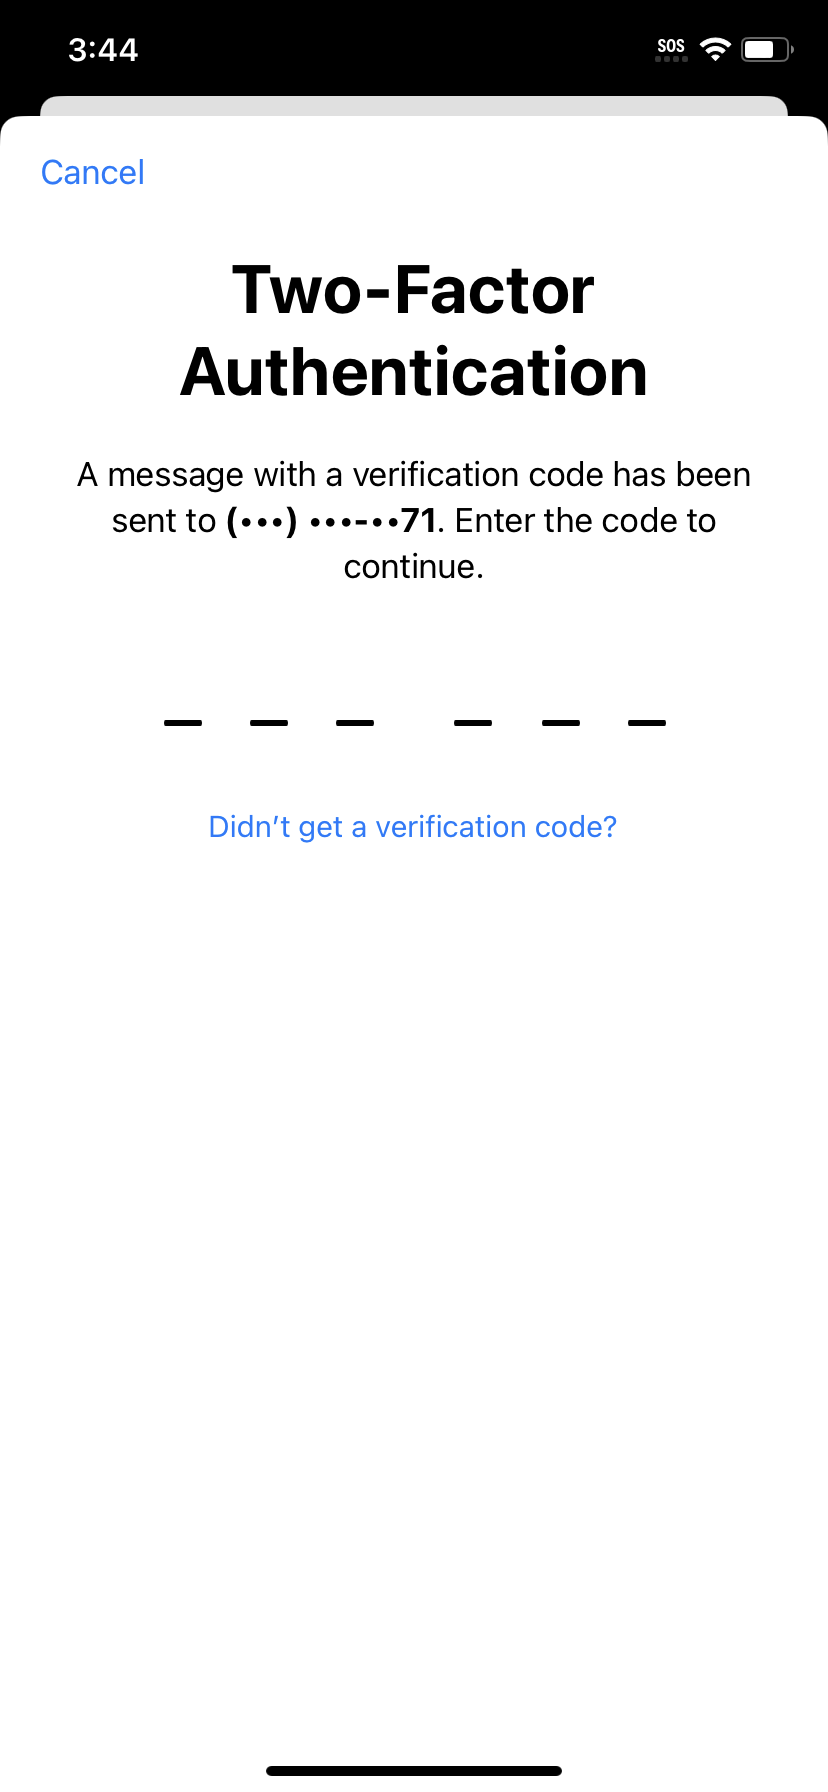 3:44
SOS
Cancel
Two-Factor
Authentication
A message with a verification code has been
sent to (•••) •••-••71. Enter the code to
continue.
Didn’t get a verification code?